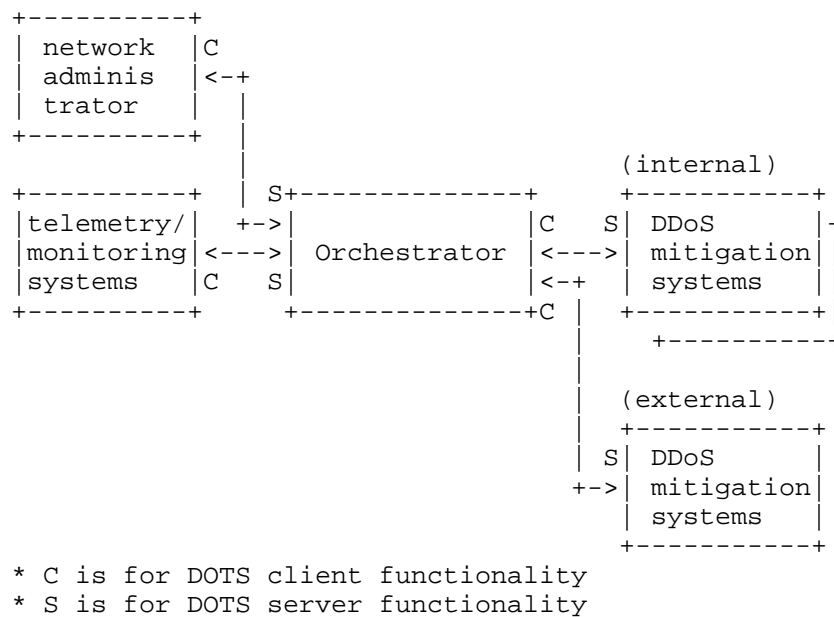 +----------+
| network  |C
| adminis  |<-+
| trator   |  |
+----------+  |
              |                         (internal)
+----------+  | S+--------------+     +-----------+
|telemetry/|  +->|              |C   S| DDoS      |-
|monitoring|<--->| Orchestrator |<--->| mitigation|
|systems   |C   S|              |<-+  | systems   |
+----------+     +--------------+C |  +-----------+
                                   |    +-----------
                                   |
                                   |  (external)
                                   |  +-----------+
                                   | S| DDoS      |
                                   +->| mitigation|
                                      | systems   |
                                      +-----------+
* C is for DOTS client functionality
* S is for DOTS server functionality